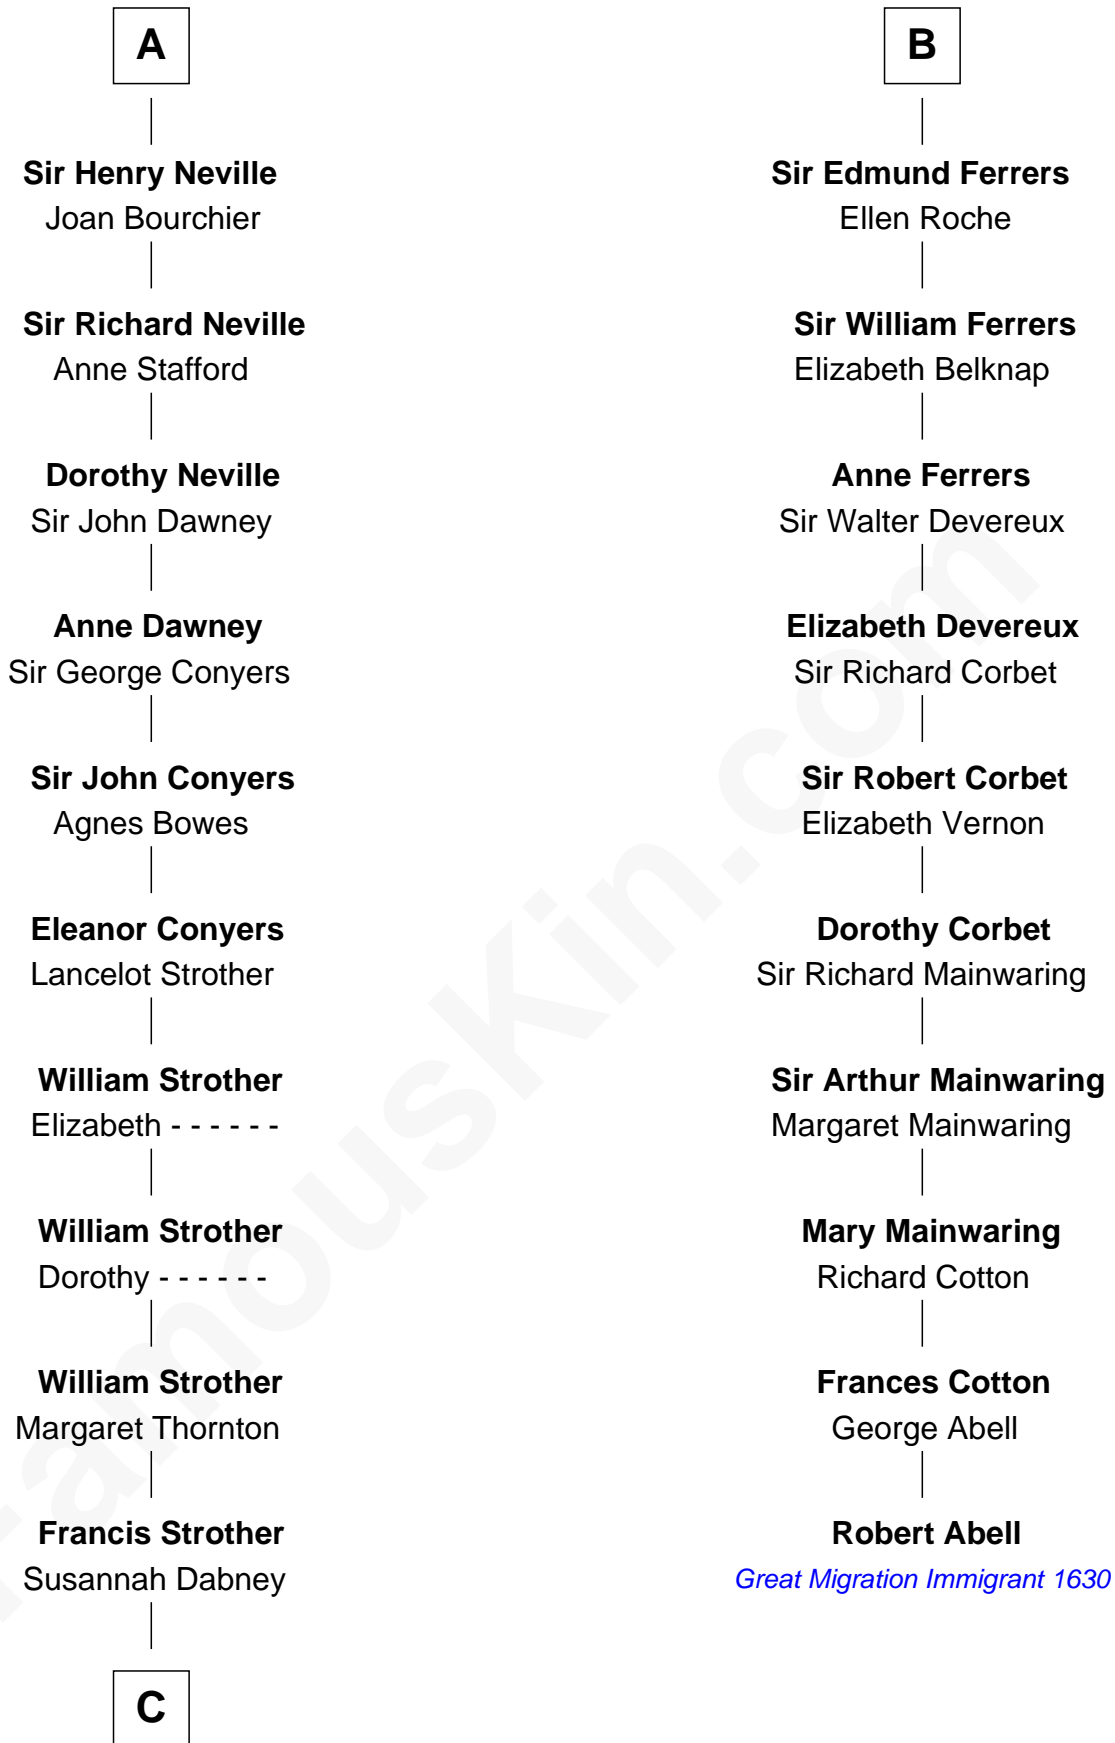 A
Sir Henry Neville
Joan Bourchier
Sir Richard Neville
Anne Stafford
Dorothy Neville
Sir John Dawney
Anne Dawney
Sir George Conyers
Sir John Conyers
Agnes Bowes
Eleanor Conyers
Lancelot Strother
William Strother
Elizabeth - - - - - -
William Strother
Dorothy - - - - - -
William Strother
Margaret Thornton
Francis Strother
Susannah Dabney
C
B
Sir Edmund Ferrers
Ellen Roche
Sir William Ferrers
Elizabeth Belknap
Anne Ferrers
Sir Walter Devereux
Elizabeth Devereux
Sir Richard Corbet
Sir Robert Corbet
Elizabeth Vernon
Dorothy Corbet
Sir Richard Mainwaring
Sir Arthur Mainwaring
Margaret Mainwaring
Mary Mainwaring
Richard Cotton
Frances Cotton
George Abell
Robert Abell
Great Migration Immigrant 1630
FamousKin.com